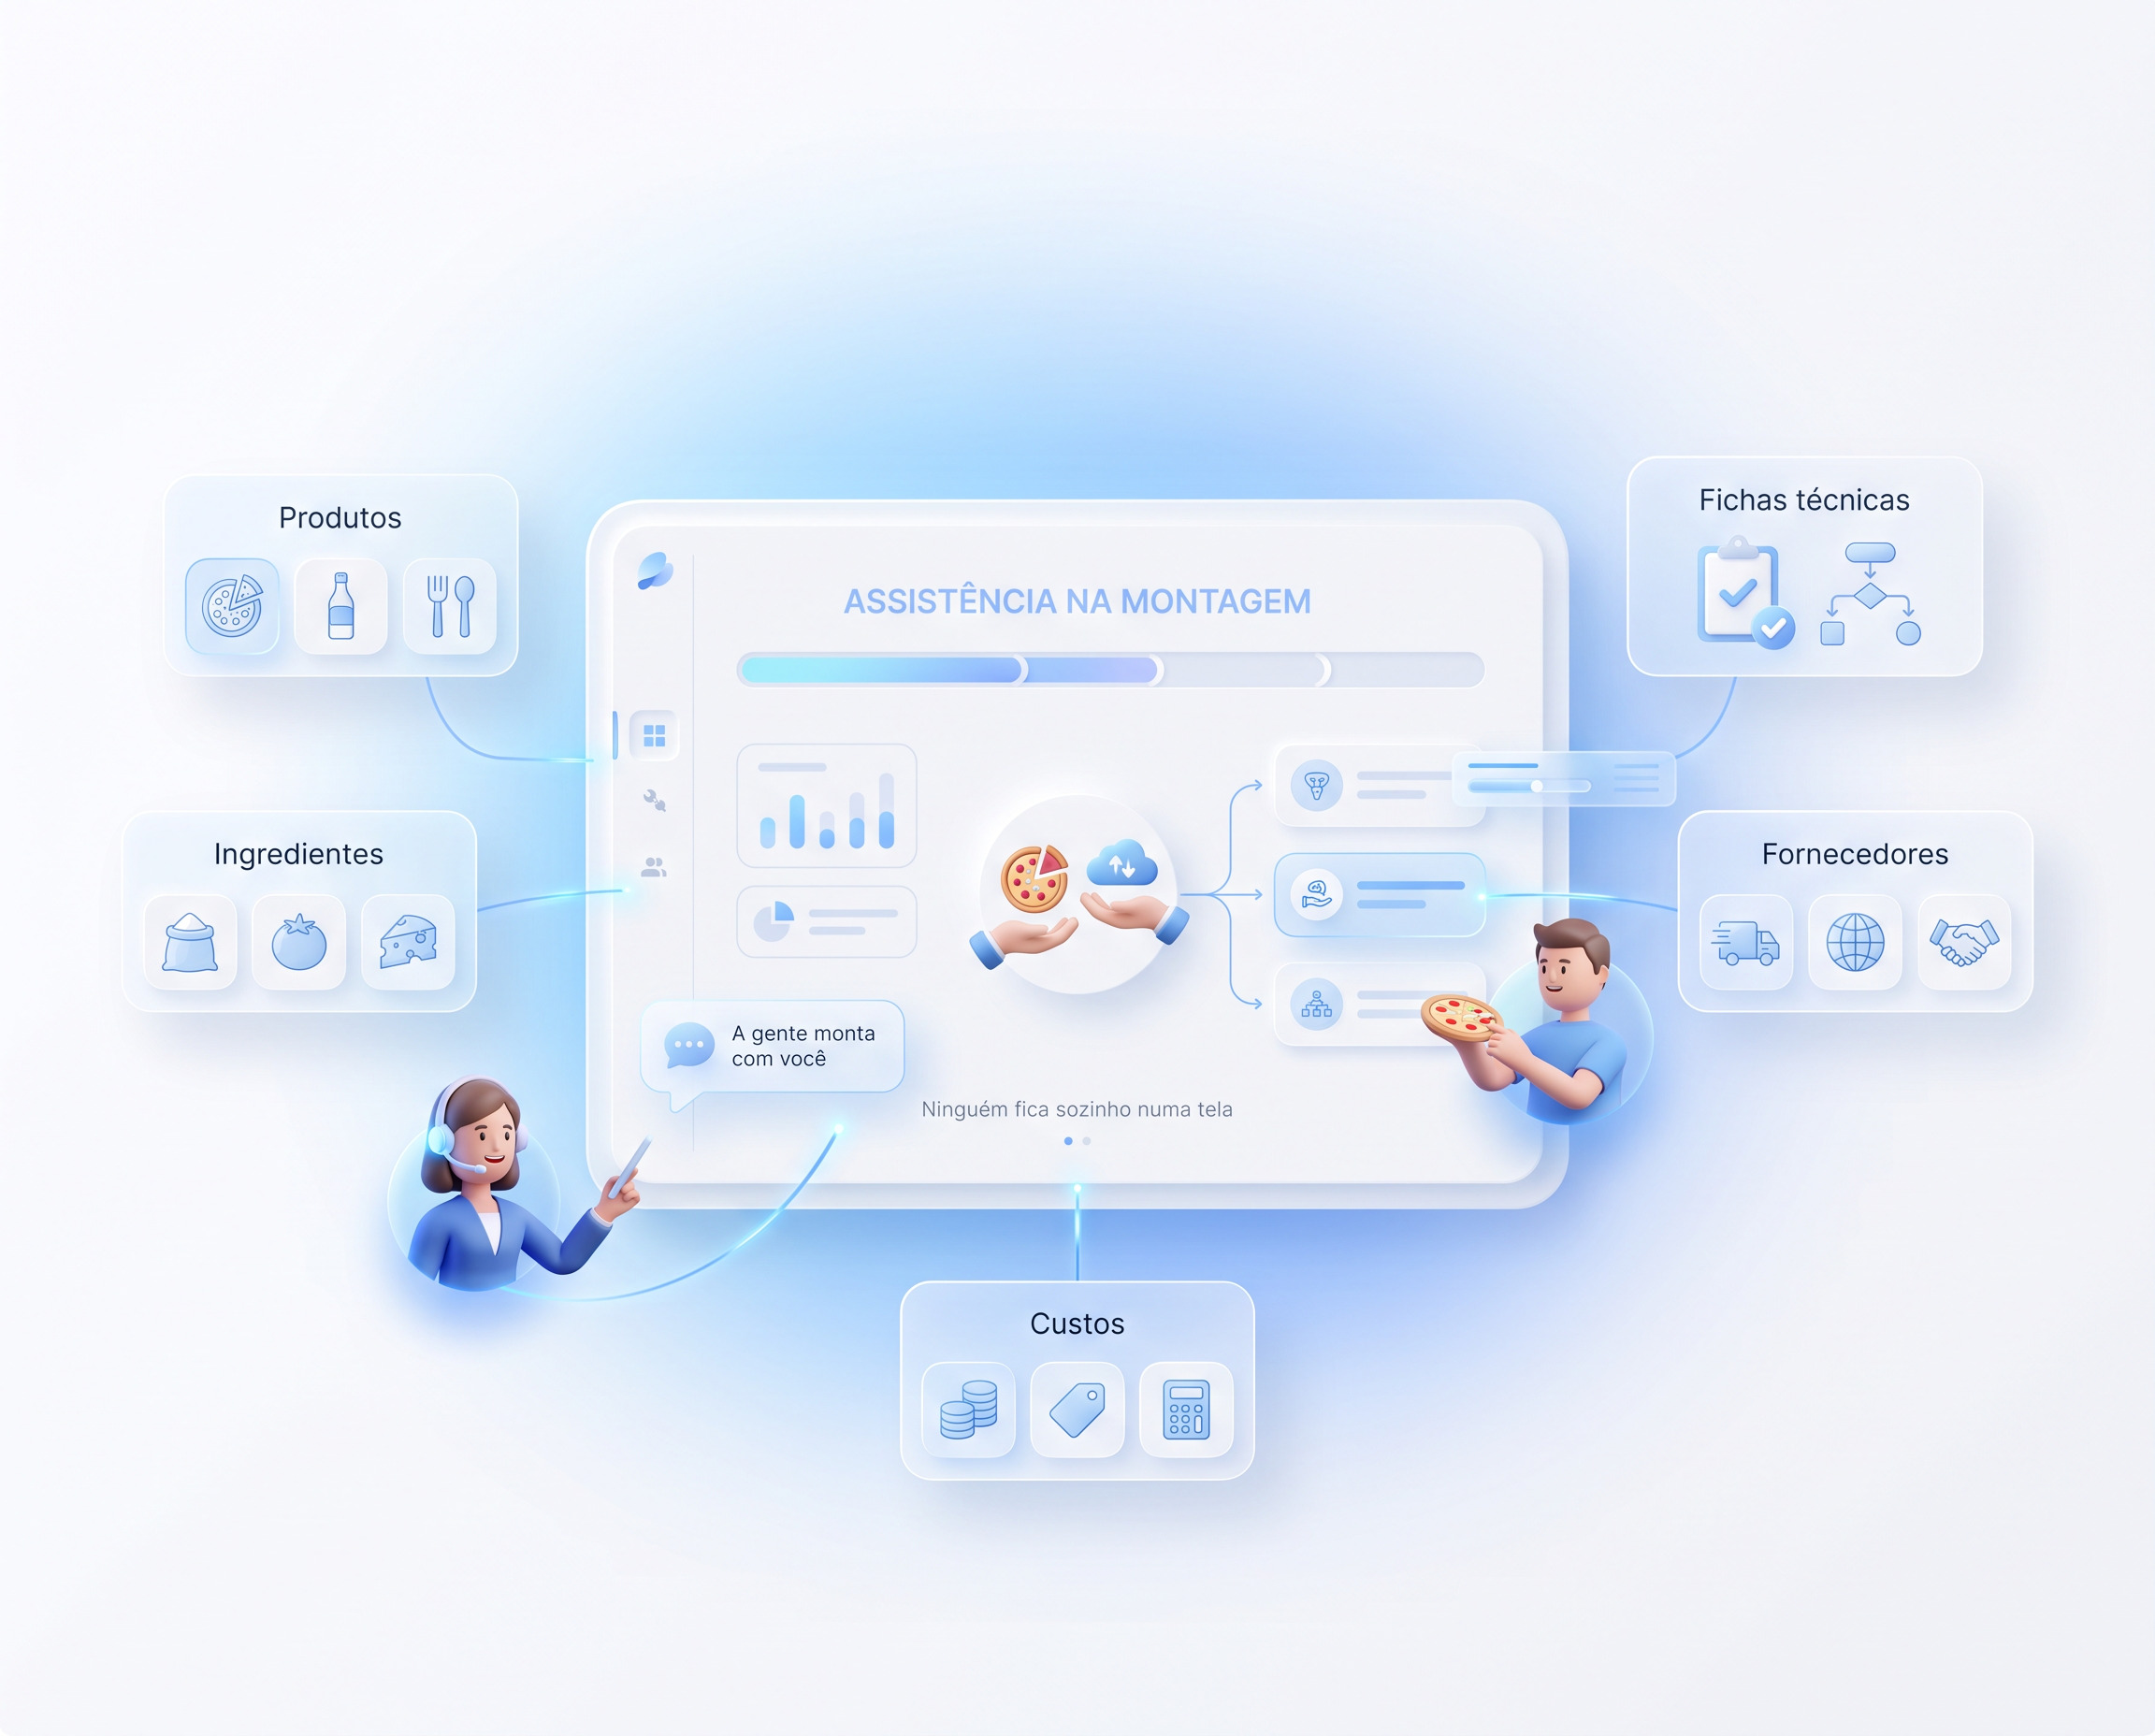 Produtos
Fichas técnicas
ASSISTÊNCIA NA MONTAGEM
Ingredientes
Fornecedores
A gente monta
com você
Ninguém fica sozinho numa tela
Custos